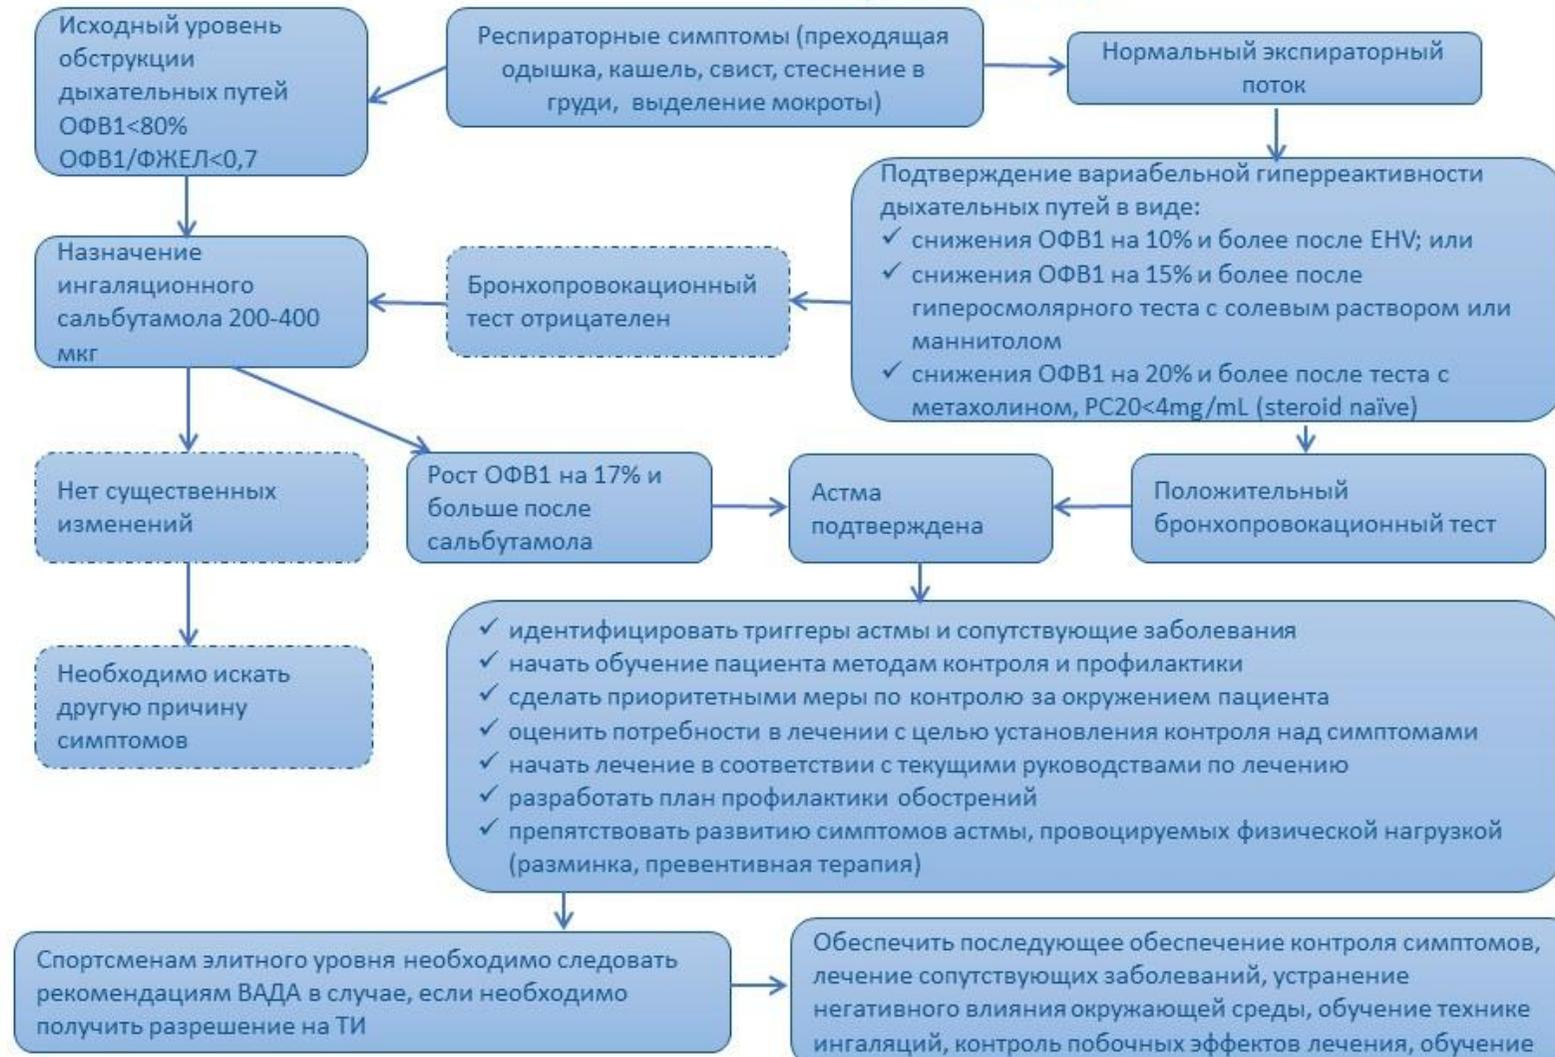 Исходный уровень
обструкции
дыхательных путей
ОФВ1<80%
ОФВ1/ФЖЕЛ<0,7
Респираторные симптомы (преходящая
одышка, кашель, свист, стеснение в
груди, выделение мокроты)
Нормальный экспираторный
поток
Подтверждение вариабельной гиперреактивности
дыхательных путей в виде:
✓ снижения ОФВ1 на 10% и более после EHV; или
✓ снижения ОФВ1 на 15% и более после
гиперосмолярного теста с солевым раствором или
маннитолом
✓ снижения ОФВ1 на 20% и более после теста с
метахолином, PC20<4mg/mL (steroid naïve)
Назначение
ингаляционного
сальбутамола 200-400
мкг
Бронхопровокационный
тест отрицателен
Нет существенных
изменений
Рост ОФВ1 на 17% и
больше после
сальбутамола
Астма
подтверждена
Положительный
бронхопровокационный тест
Необходимо искать
другую причину
симптомов
✓ идентифицировать триггеры астмы и сопутствующие заболевания
✓ начать обучение пациента методам контроля и профилактики
✓ сделать приоритетными меры по контролю за окружением пациента
✓ оценить потребности в лечении с целью установления контроля над симптомами
✓ начать лечение в соответствии с текущими руководствами по лечению
✓ разработать план профилактики обострений
✓ препятствовать развитию симптомов астмы, провоцируемых физической нагрузкой
(разминка, превентивная терапия)
Спортсменам элитного уровня необходимо следовать
рекомендациям ВАДА в случае, если необходимо
получить разрешение на ТИ
Обеспечить последующее обеспечение контроля симптомов,
лечение сопутствующих заболеваний, устранение
негативного влияния окружающей среды, обучение технике
ингаляций, контроль побочных эффектов лечения, обучение